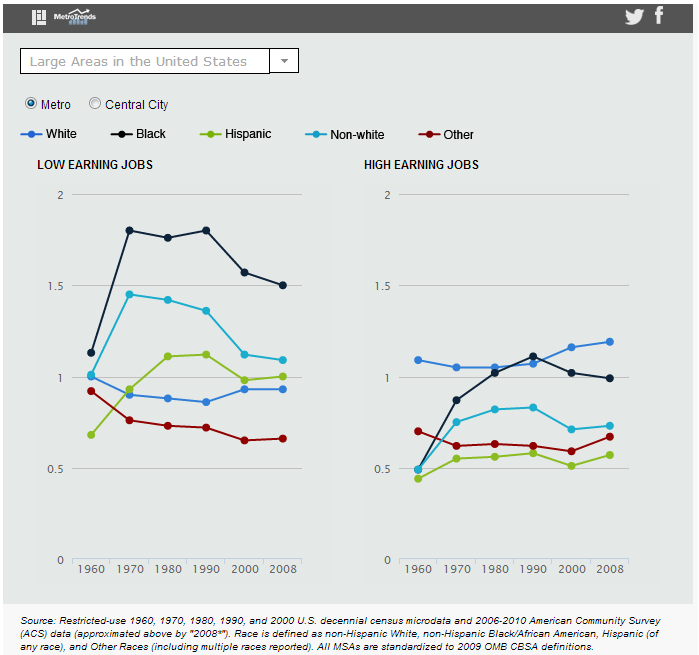 MetroTrends
Large Areas in the United States
Metro Central City
White Black Hispanic Non-white Other
LOW EARNING JOBS
2
1.5
1
0.5
0
1960 1970 1980 1990 2000 2008
HIGH EARNING JOBS
2
1.5
1
0.5
0
1960 1970 1980 1990 2000 2008
Source: Restricted-use 1960, 1970, 1980, 1990, and 2000 U.S. decennial census microdata and 2006-2010 American Community Survey
(ACS) data (approximated above by "2008*"). Race is defined as non-Hispanic White, non-Hispanic Black/African American, Hispanic (of
any race), and Other Races (including multiple races reported). All MSAs are standardized to 2009 OMB CBSA definitions.